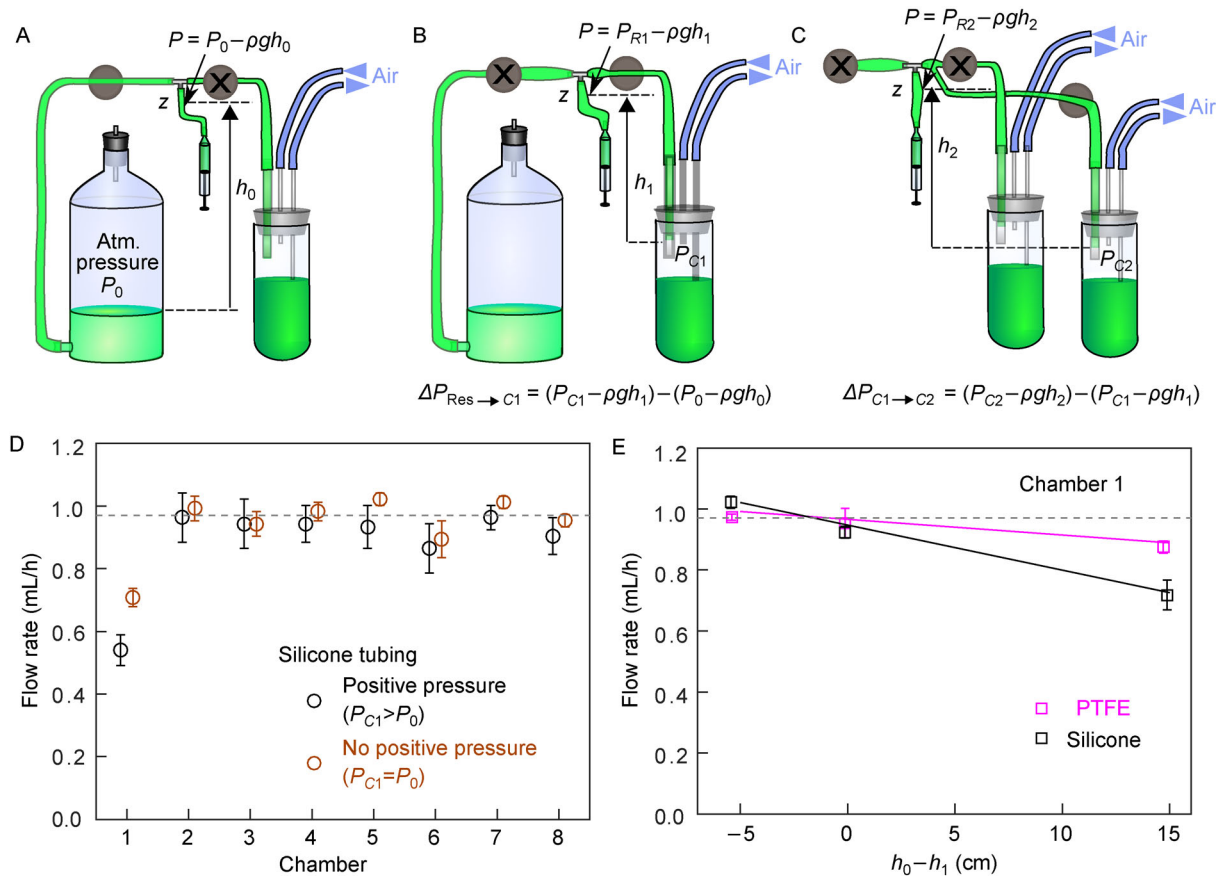 A
P = P0 – ρgh0
Air
z
h0
Atm.
pressure
P0
B
P = PR1 – ρgh1
X
Air
z
h1
PC1
ΔPRes → C1 = (PC1 – ρgh1) – (P0 – ρgh0)
C
P = PR2 – ρgh2
X
X
Air
Air
z
h2
PC2
ΔPC1 → C2 = (PC2 – ρgh2) – (PC1 – ρgh1)
X
D
Flow rate (mL/h)
1.2
1.0
0.8
0.6
0.4
0.2
0.0
Silicone tubing
Positive pressure
(PC1>P0)
No positive pressure
(PC1=P0)
1 2 3 4 5 6 7 8
Chamber
E
Flow rate (mL/h)
1.2
1.0
0.8
0.6
0.4
0.2
0.0
Chamber 1
PTFE
Silicone
–5 0 5 10 15
h0–h1 (cm)